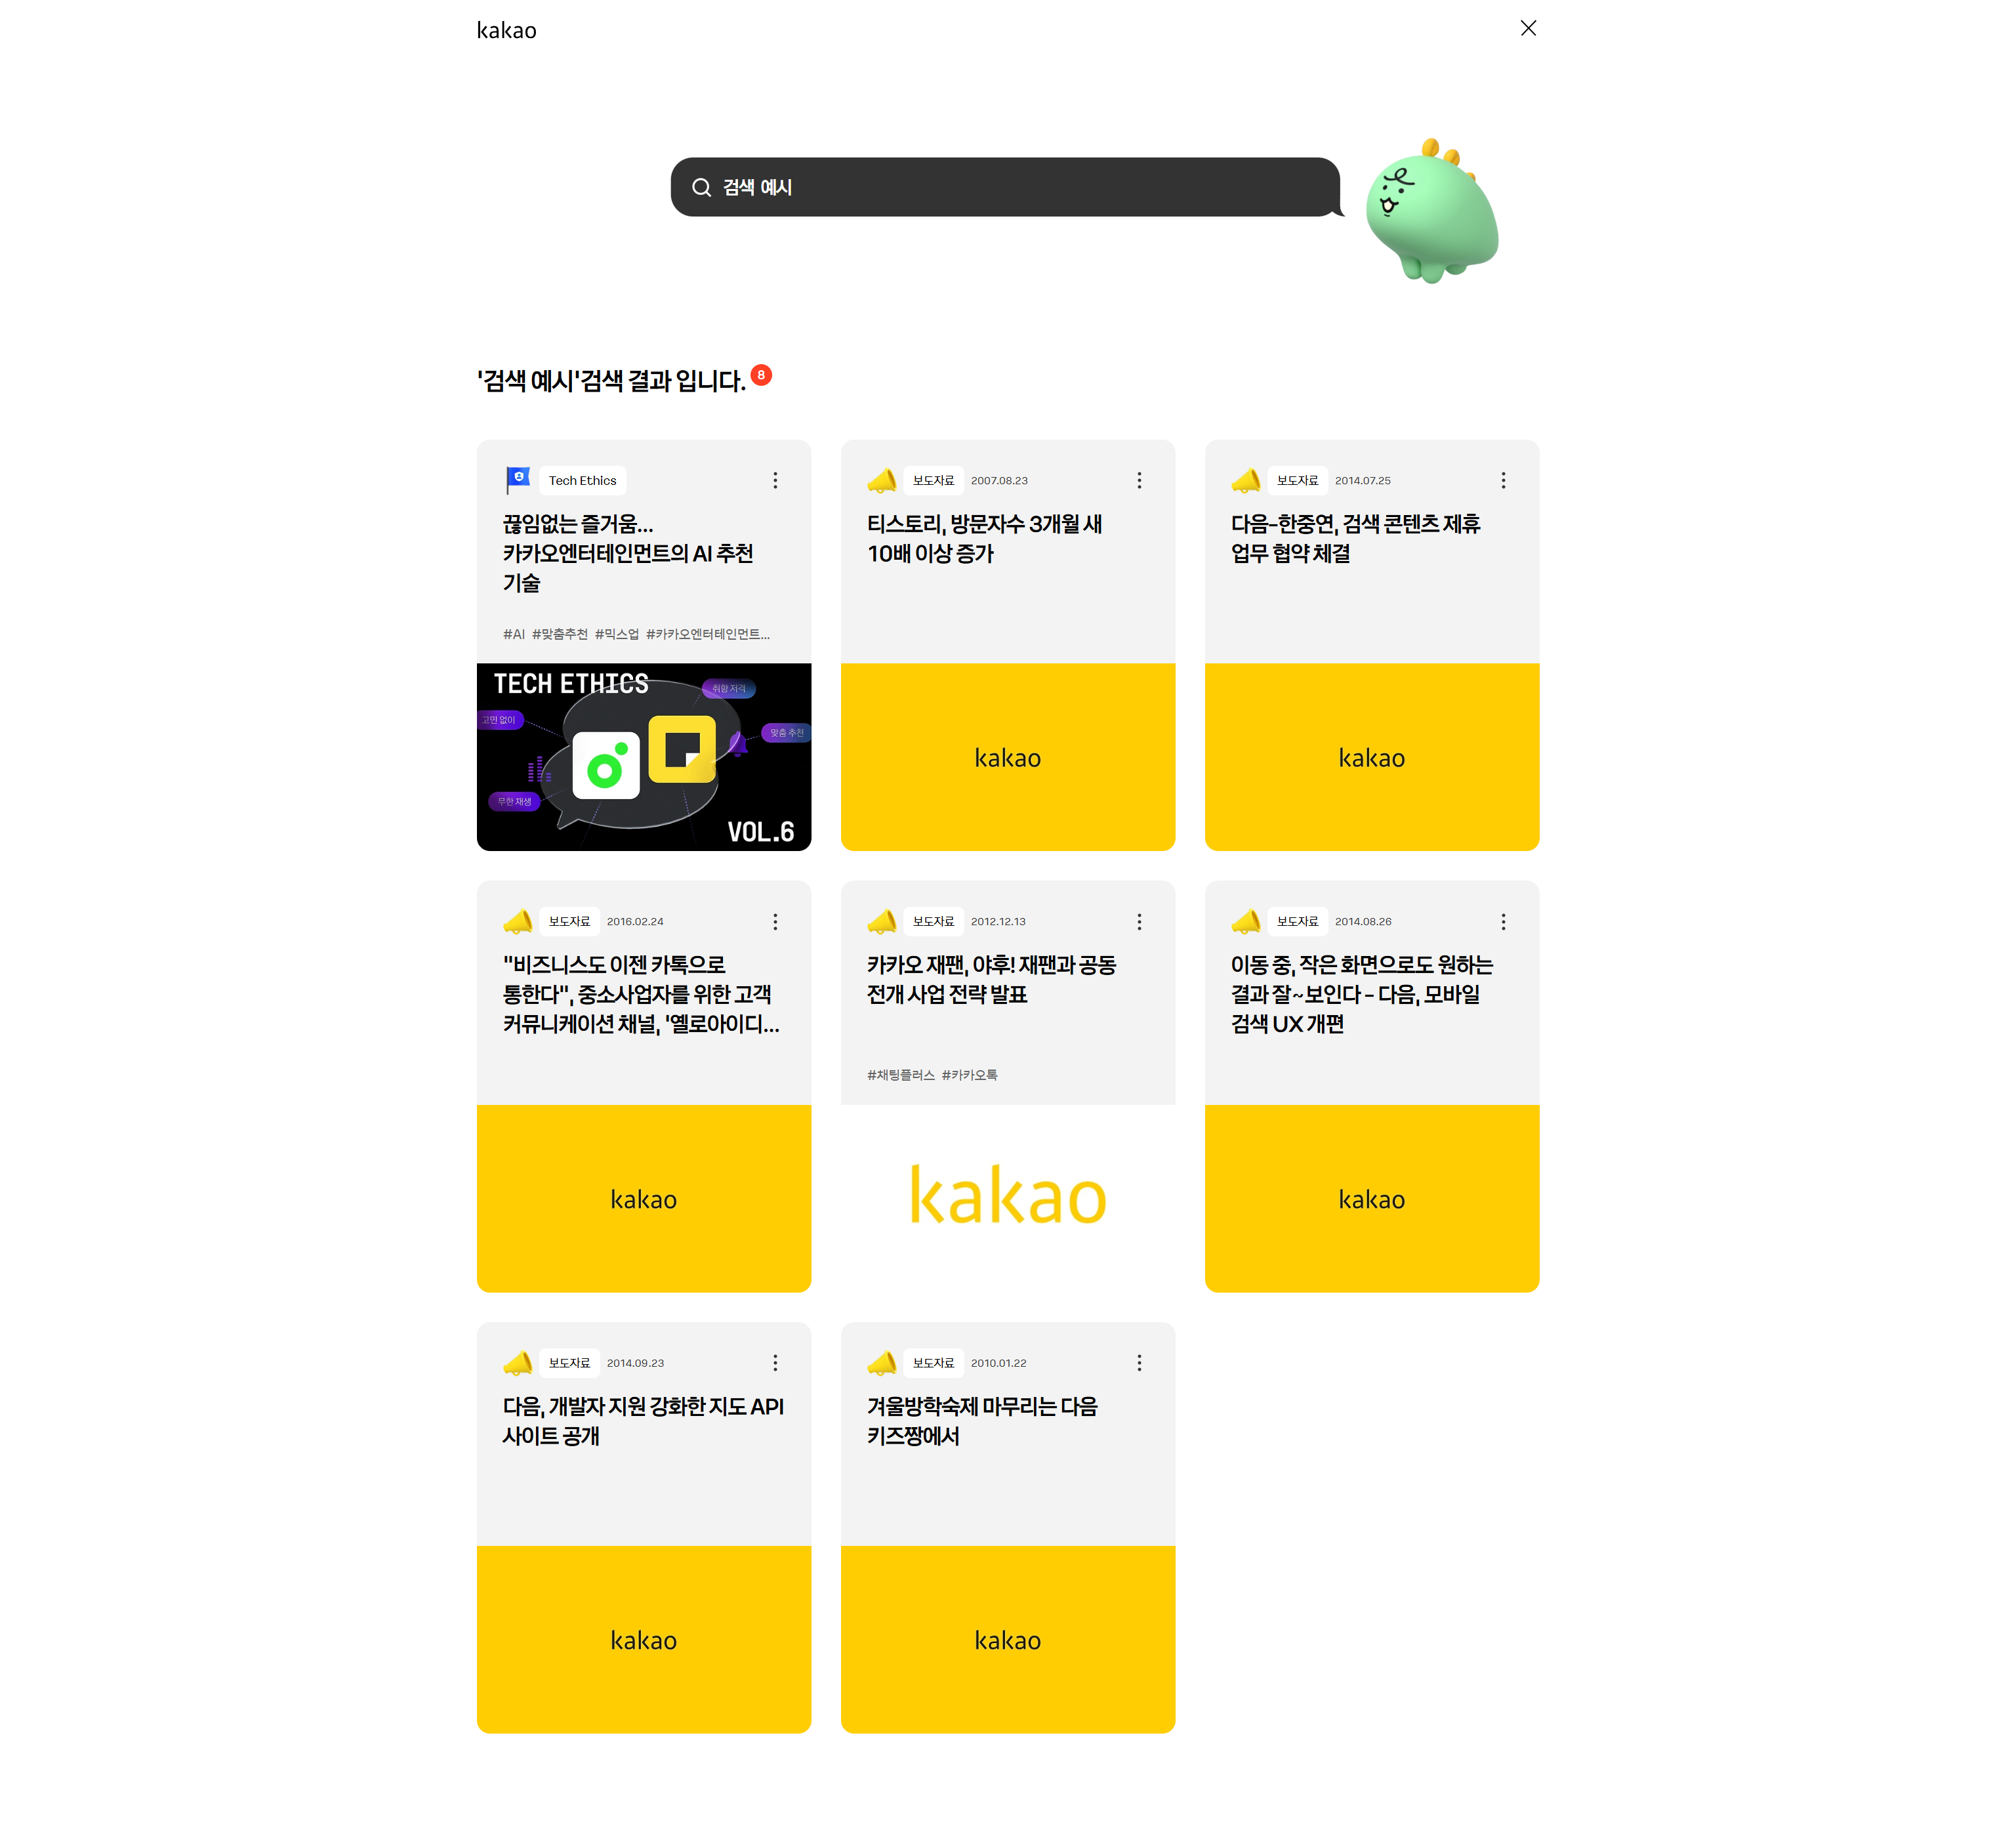 kakao
검색 예시
'검색 예시'검색 결과 입니다. 8
Tech Ethics
끊임없는 즐거움...
카카오엔터테인먼트의 AI 추천
기술
#AI #맞춤추천 #믹스업 #카카오엔터테인먼트...
TECH ETHICS
취향 저격
고민 없이
맞춤 추천
무한 재생
VOL.6
보도자료 2007.08.23
티스토리, 방문자수 3개월 새
10배 이상 증가
kakao
보도자료 2014.07.25
다음-한중연, 검색 콘텐츠 제휴
업무 협약 체결
kakao
보도자료 2016.02.24
"비즈니스도 이젠 카톡으로
통한다", 중소사업자를 위한 고객
커뮤니케이션 채널, '옐로아이디...
kakao
보도자료 2012.12.13
카카오 재팬, 야후! 재팬과 공동
전개 사업 전략 발표
#채팅플러스 #카카오톡
kakao
보도자료 2014.08.26
이동 중, 작은 화면으로도 원하는
결과 잘~보인다 - 다음, 모바일
검색 UX 개편
kakao
보도자료 2014.09.23
다음, 개발자 지원 강화한 지도 API
사이트 공개
kakao
보도자료 2010.01.22
겨울방학숙제 마무리는 다음
키즈짱에서
kakao